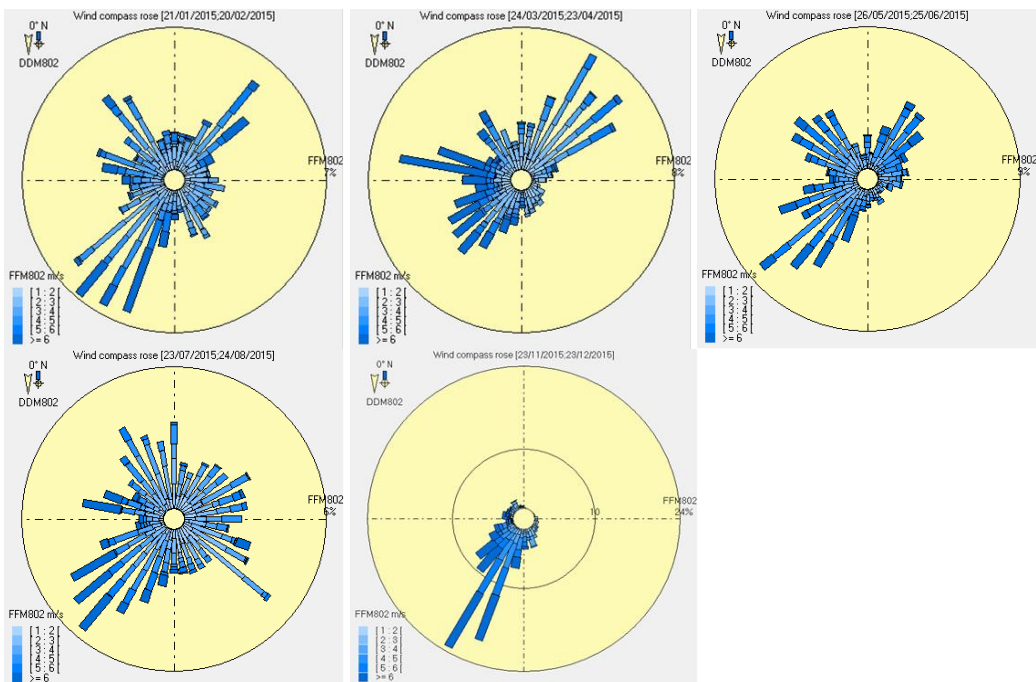 Wind compass rose [21/01/2015;20/02/2015]
0° N
DDM802
FFM802
7%
FFM802 m/s
[ 1 : 2 [
[ 2 : 3 [
[ 3 : 4 [
[ 4 : 5 [
[ 5 : 6 [
>= 6
Wind compass rose [24/03/2015;23/04/2015]
0° N
DDM802
FFM802
8%
FFM802 m/s
[ 1 : 2 [
[ 2 : 3 [
[ 3 : 4 [
[ 4 : 5 [
[ 5 : 6 [
>= 6
Wind compass rose [26/05/2015;25/06/2015]
0° N
DDM802
FFM802
9%
FFM802 m/s
[ 1 : 2 [
[ 2 : 3 [
[ 3 : 4 [
[ 4 : 5 [
[ 5 : 6 [
>= 6
Wind compass rose [23/07/2015;24/08/2015]
0° N
DDM802
FFM802
6%
FFM802 m/s
[ 1 : 2 [
[ 2 : 3 [
[ 3 : 4 [
[ 4 : 5 [
[ 5 : 6 [
>= 6
Wind compass rose [23/11/2015;23/12/2015]
0° N
DDM802
FFM802
10
24%
FFM802 m/s
[ 1 : 2 [
[ 2 : 3 [
[ 3 : 4 [
[ 4 : 5 [
[ 5 : 6 [
>= 6